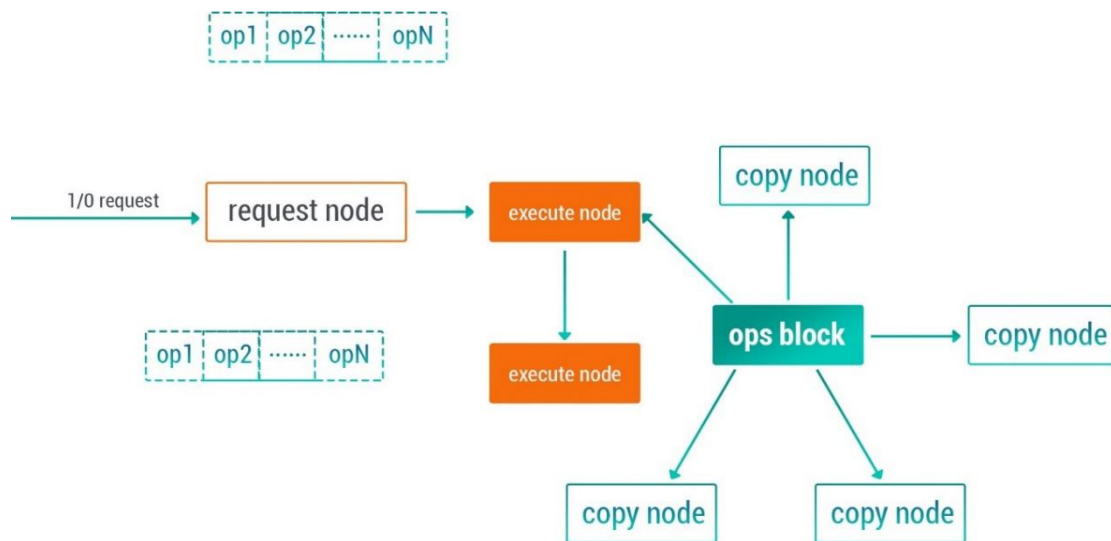 op1 op2 ······ opN
copy node
1/0 request
request node
execute node
ops block
copy node
op1 op2 ······ opN
execute node
copy node
copy node